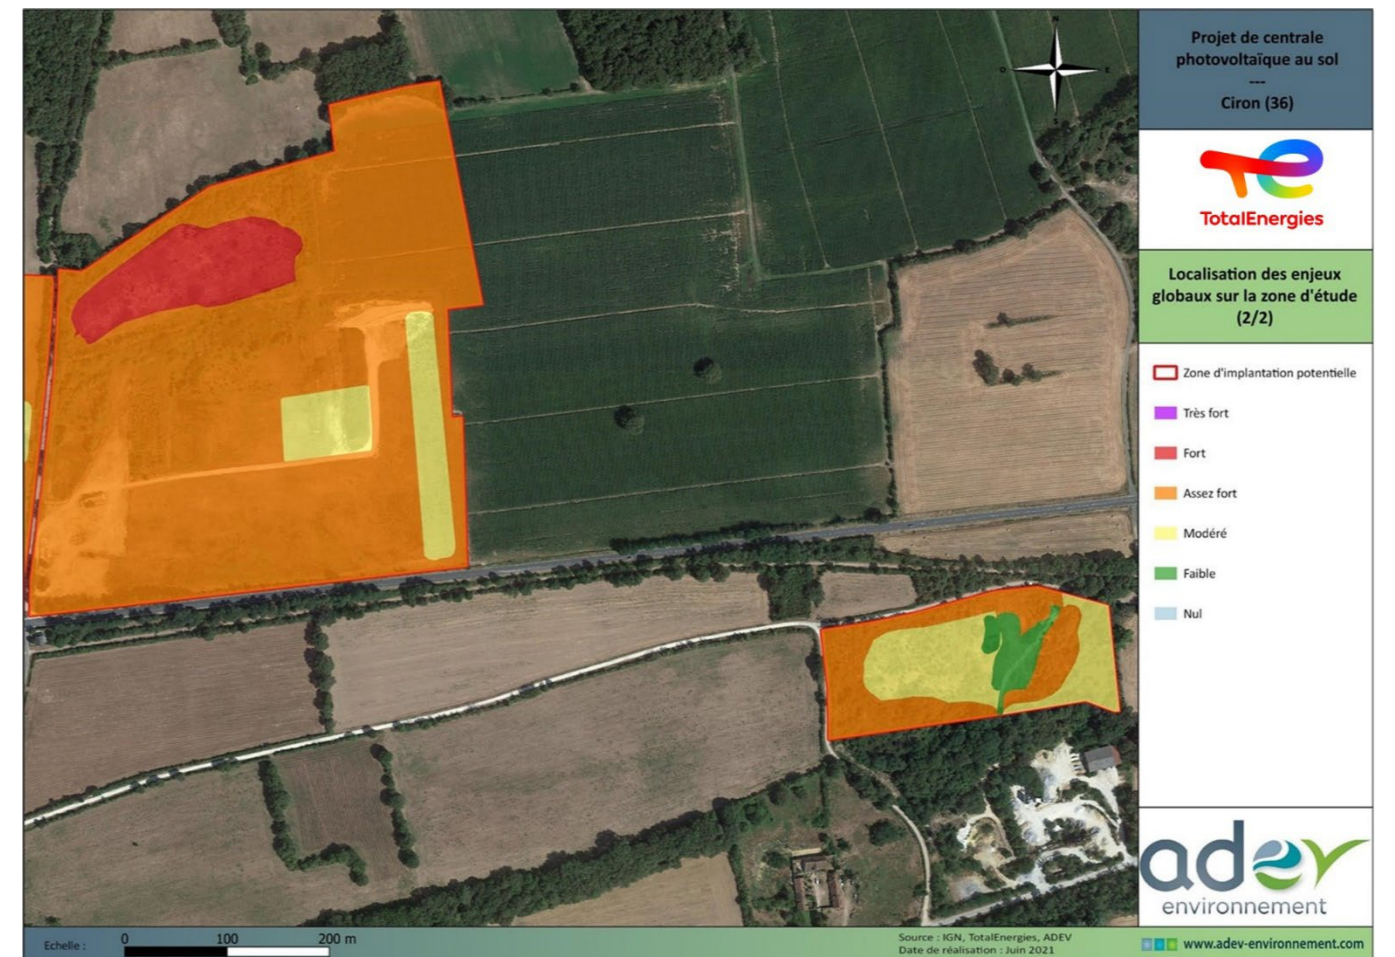 Projet de centrale
photovoltaïque au sol
---
Ciron (36)
TotalEnergies
Localisation des enjeux
globaux sur la zone d'étude
(2/2)
Zone d'implantation potentielle
Très fort
Fort
Assez fort
Modéré
Faible
Nul
adev
environnement
www.adev-environnement.com
N
O
E
Echelle :
0 100 200 m
Source : IGN, TotalEnergies, ADEV
Date de réalisation : Juin 2021